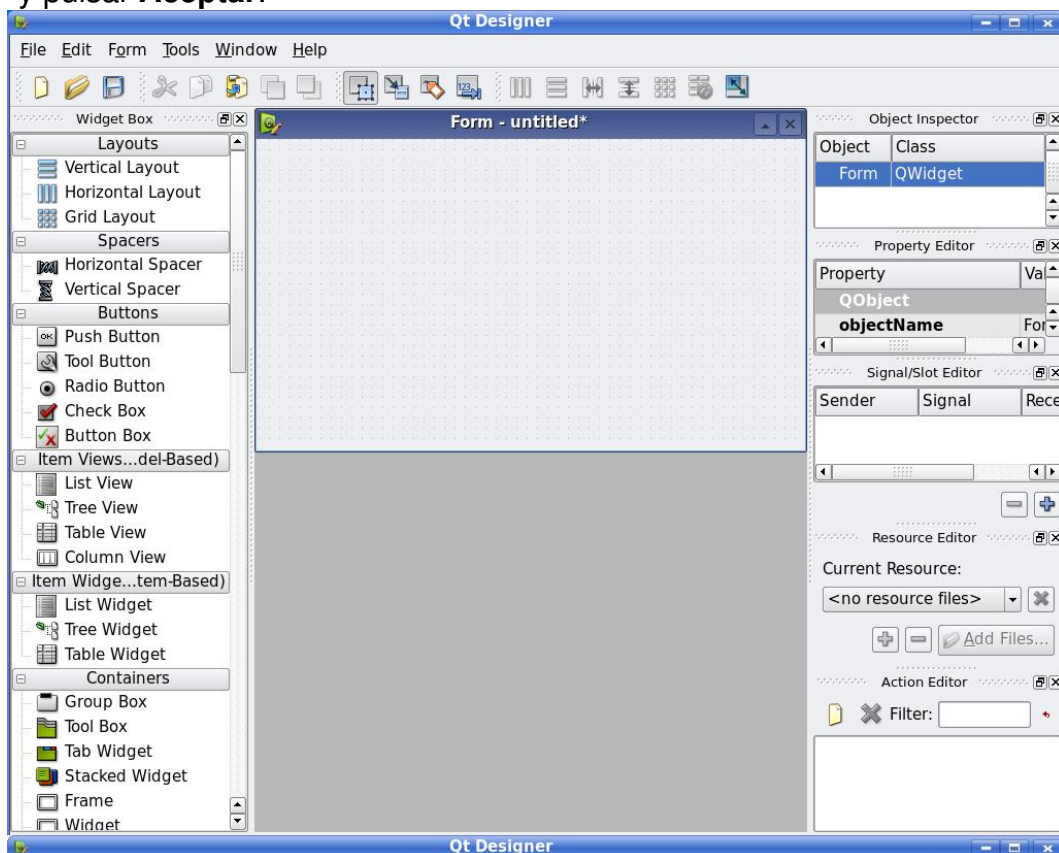 y pulsar Aceptar.
Qt Designer
File Edit Form Tools Window Help
123
Widget Box
Layouts
Vertical Layout
Horizontal Layout
Grid Layout
Spacers
Horizontal Spacer
Vertical Spacer
Buttons
OK Push Button
Tool Button
Radio Button
Check Box
Button Box
Item Views...del-Based)
List View
Tree View
Table View
Column View
Item Widge...tem-Based)
List Widget
Tree Widget
Table Widget
Containers
Group Box
Tool Box
Tab Widget
Stacked Widget
Frame
Widget
Form - untitled*
Object Inspector
Object Class
Form QWidget
Property Editor
Property Va
QObject
objectName For
Signal/Slot Editor
Sender Signal Rece
Resource Editor
Current Resource:
<no resource files>
Add Files...
Action Editor
Filter:
Qt Designer